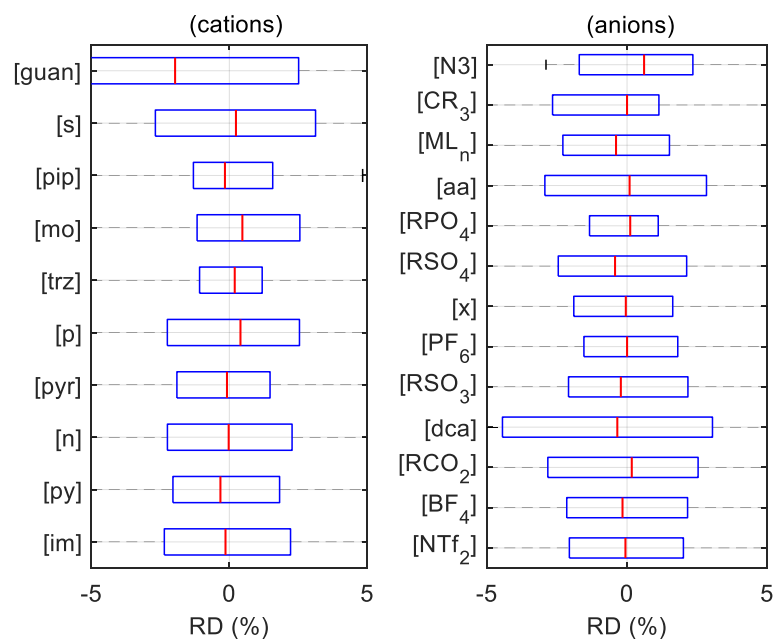 (cations)
[guan]
[s]
[pip]
[mo]
[trz]
[p]
[pyr]
[n]
[py]
[im]
-5 0 5
RD (%)
(anions)
[N3]
[CR3]
[MLn]
[aa]
[RPO4]
[RSO4]
[x]
[PF6]
[RSO3]
[dca]
[RCO2]
[BF4]
[NTf2]
-5 0 5
RD (%)